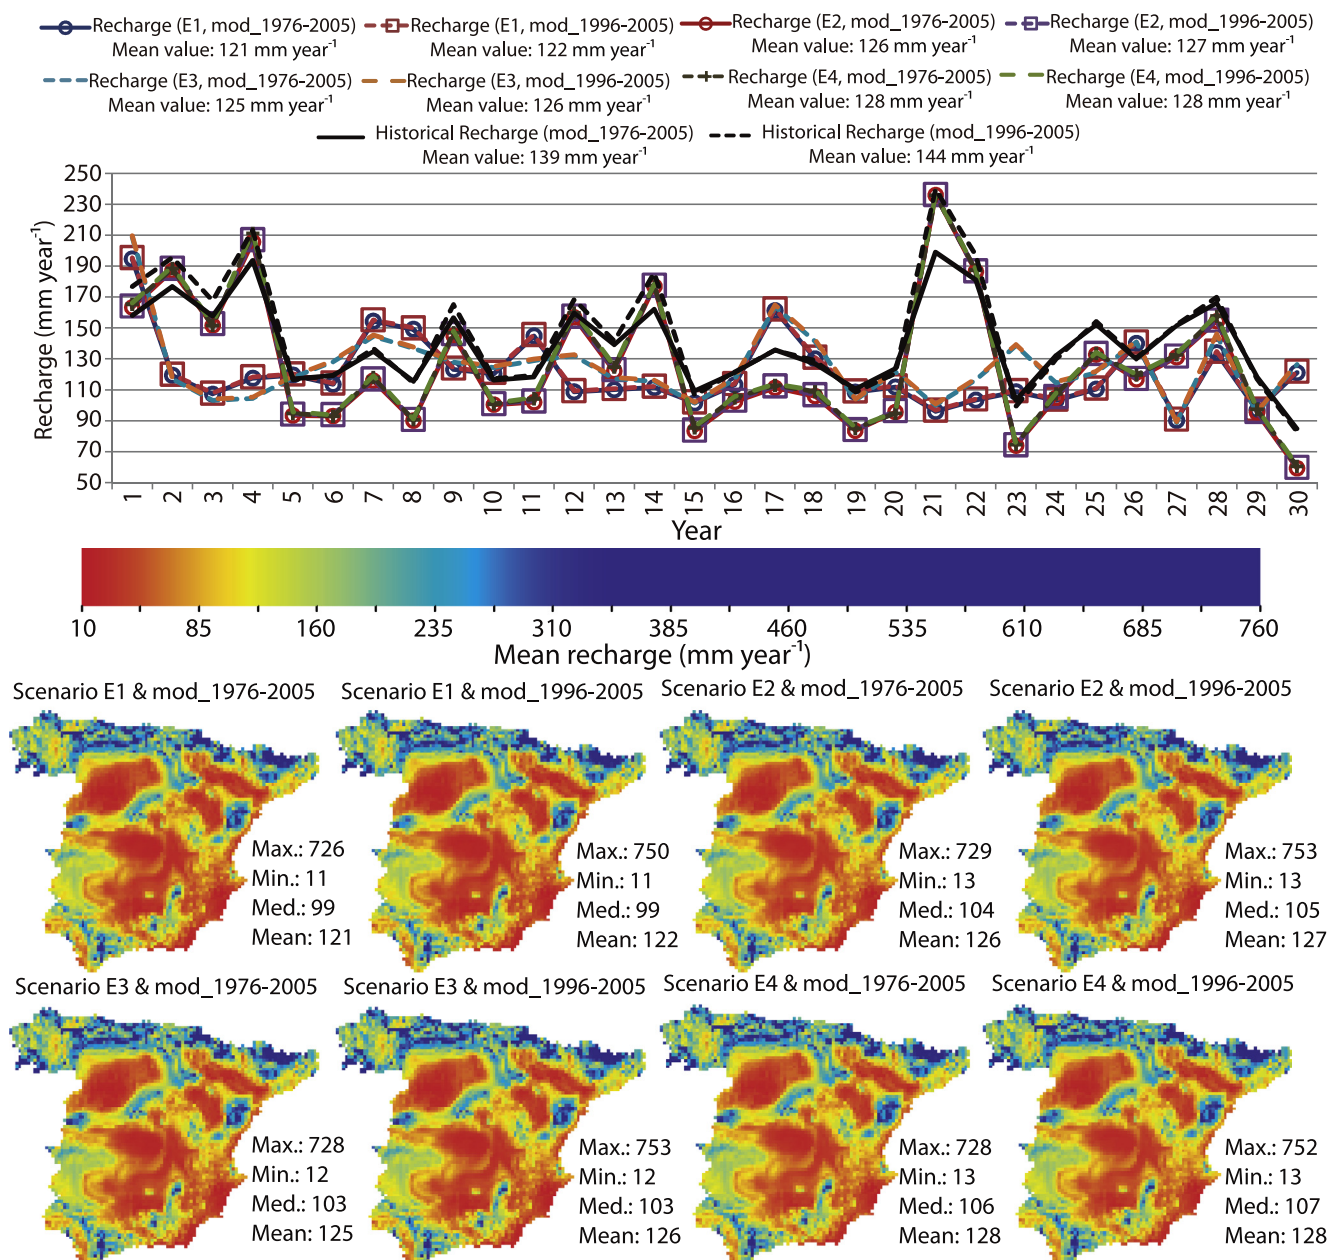 Recharge (E1, mod_1976-2005) Recharge (E1, mod_1996-2005) Recharge (E2, mod_1976-2005) Recharge (E2, mod_1996-2005)
Mean value: 121 mm year⁻¹ Mean value: 122 mm year⁻¹ Mean value: 126 mm year⁻¹ Mean value: 127 mm year⁻¹
Recharge (E3, mod_1976-2005) Recharge (E3, mod_1996-2005) Recharge (E4, mod_1976-2005) Recharge (E4, mod_1996-2005)
Mean value: 125 mm year⁻¹ Mean value: 126 mm year⁻¹ Mean value: 128 mm year⁻¹ Mean value: 128 mm year⁻¹
Historical Recharge (mod_1976-2005) Historical Recharge (mod_1996-2005)
Mean value: 139 mm year⁻¹ Mean value: 144 mm year⁻¹
Recharge (mm year⁻¹)
250
230
210
190
170
150
130
110
90
70
50
1 2 3 4 5 6 7 8 9 10 11 12 13 14 15 16 17 18 19 20 21 22 23 24 25 26 27 28 29 30
Year
10 85 160 235 310 385 460 535 610 685 760
Mean recharge (mm year⁻¹)
Scenario E1 & mod_1976-2005 Scenario E1 & mod_1996-2005 Scenario E2 & mod_1976-2005 Scenario E2 & mod_1996-2005
Max.: 726 Max.: 750 Max.: 729 Max.: 753
Min.: 11 Min.: 11 Min.: 13 Min.: 13
Med.: 99 Med.: 99 Med.: 104 Med.: 105
Mean: 121 Mean: 122 Mean: 126 Mean: 127
Scenario E3 & mod_1976-2005 Scenario E3 & mod_1996-2005 Scenario E4 & mod_1976-2005 Scenario E4 & mod_1996-2005
Max.: 728 Max.: 753 Max.: 728 Max.: 752
Min.: 12 Min.: 12 Min.: 13 Min.: 13
Med.: 103 Med.: 103 Med.: 106 Med.: 107
Mean: 125 Mean: 126 Mean: 128 Mean: 128